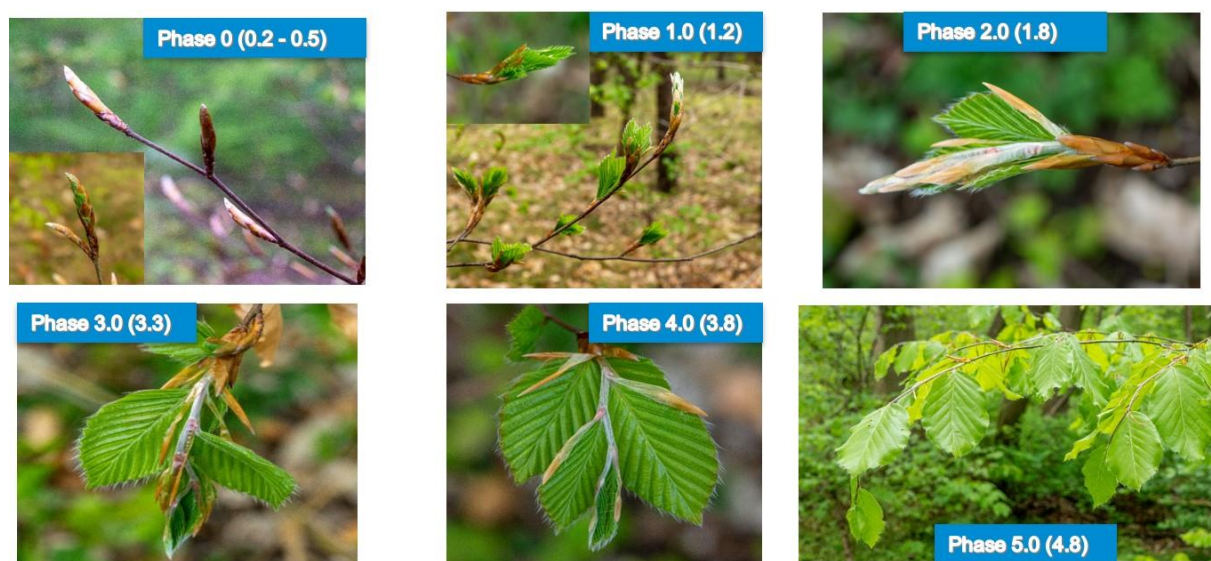 Phase 0 (0.2 - 0.5)
Phase 1.0 (1.2)
Phase 2.0 (1.8)
Phase 3.0 (3.3)
Phase 4.0 (3.8)
Phase 5.0 (4.8)